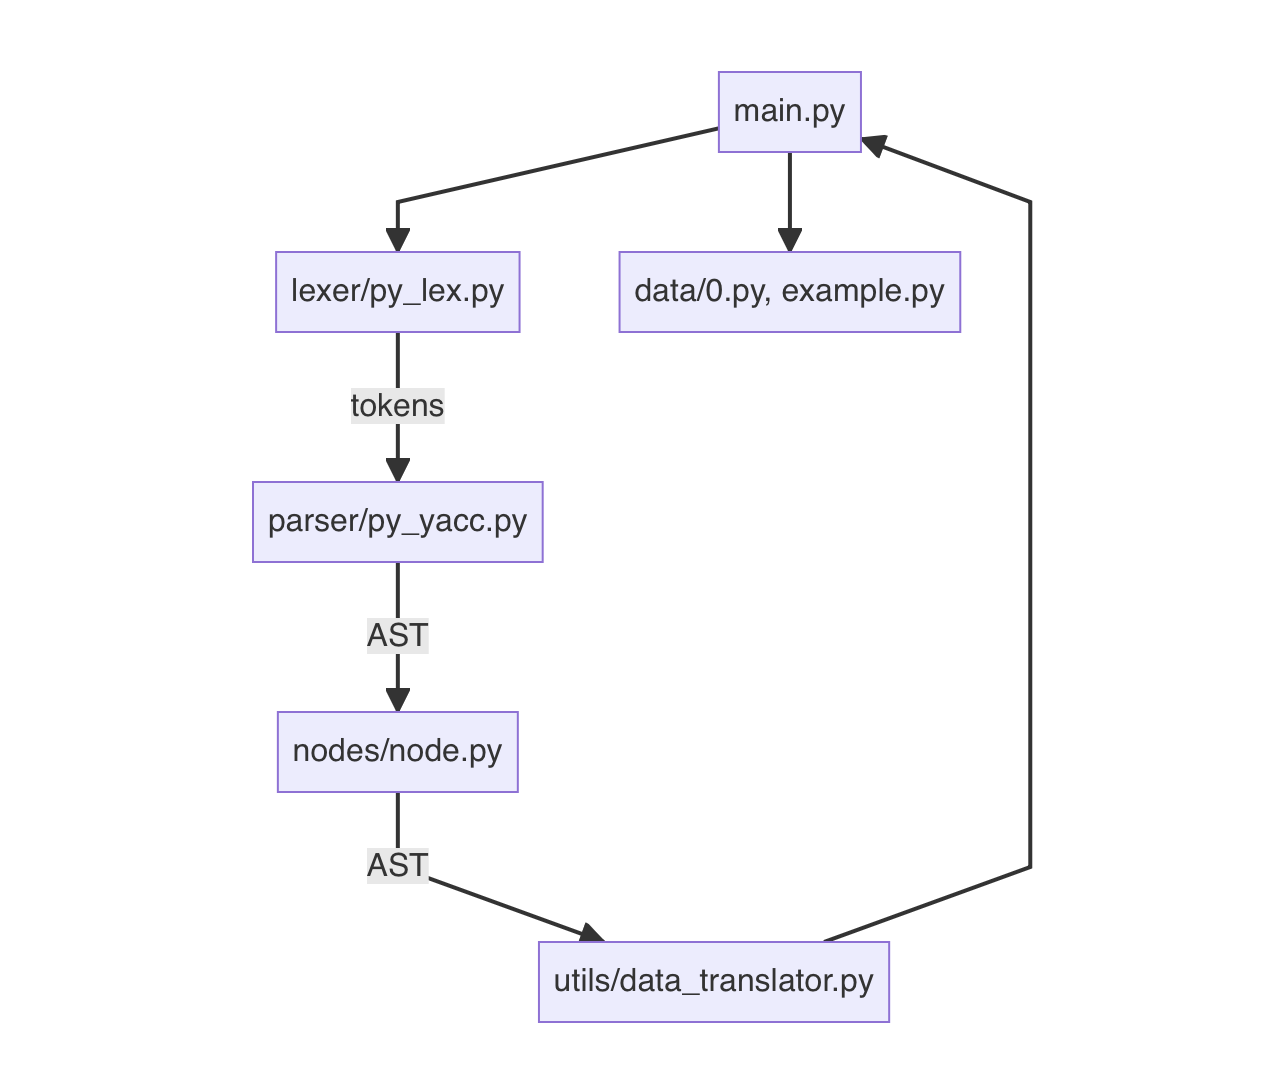 main.py
lexer/py_lex.py
data/0.py, example.py
tokens
parser/py_yacc.py
AST
nodes/node.py
AST
utils/data_translator.py